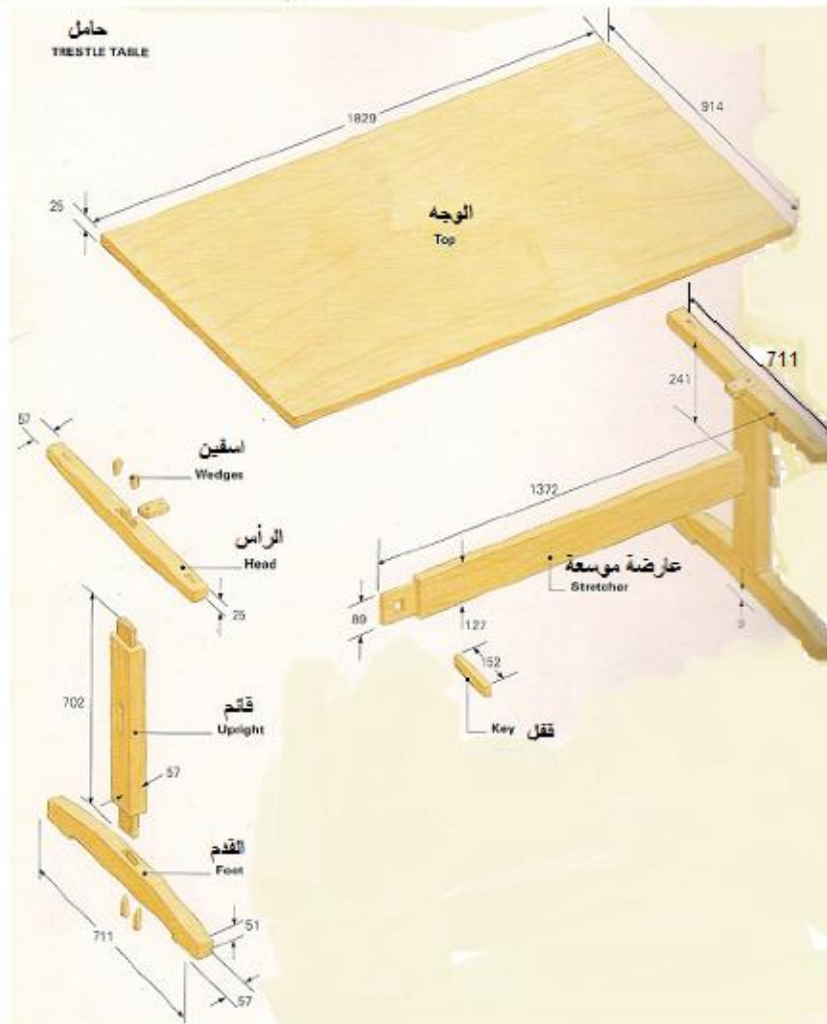 حامل
TRESTLE TABLE
1829
914
25
الوجه
Top
711
241
57
اسفين
Wedges
1372
الرأس
Head
عارضة موسعة
Stretcher
25
89
127
152
702
قائم
Upright
Key قفل
57
القدم
Foot
51
711
57